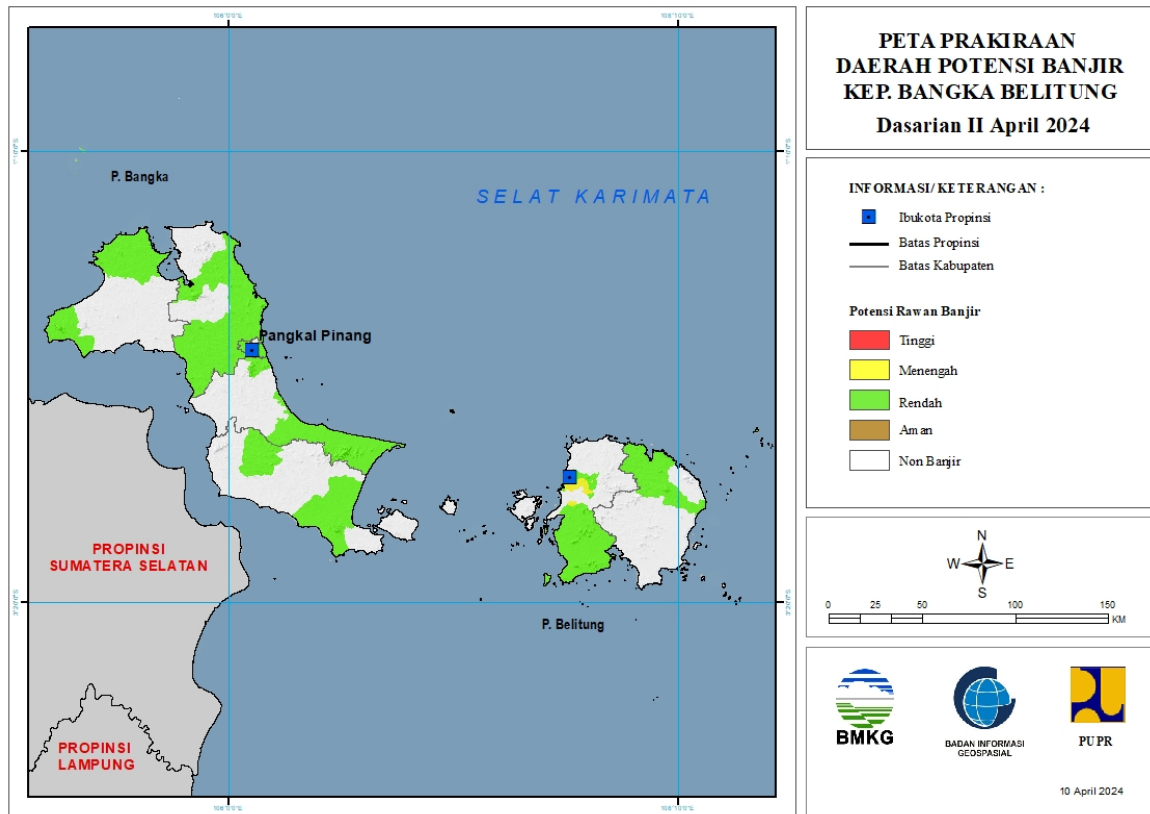 PETA PRAKIRAAN
DAERAH POTENSI BANJIR
KEP. BANGKA BELITUNG
Dasarian II April 2024
INFORMASI/ KETERANGAN :
Ibukota Propinsi
Batas Propinsi
Batas Kabupaten
Potensi Rawan Banjir
Tinggi
Menengah
Rendah
Aman
Non Banjir
N
W E
S
0 25 50 100 150
KM
BMKG
BADAN INFORMASI
GEOSPASIAL
PUPR
10 April 2024
P. Bangka
SELAT KARIMATA
Pangkal Pinang
PROPINSI
SUMATERA SELATAN
P. Belitung
PROPINSI
LAMPUNG